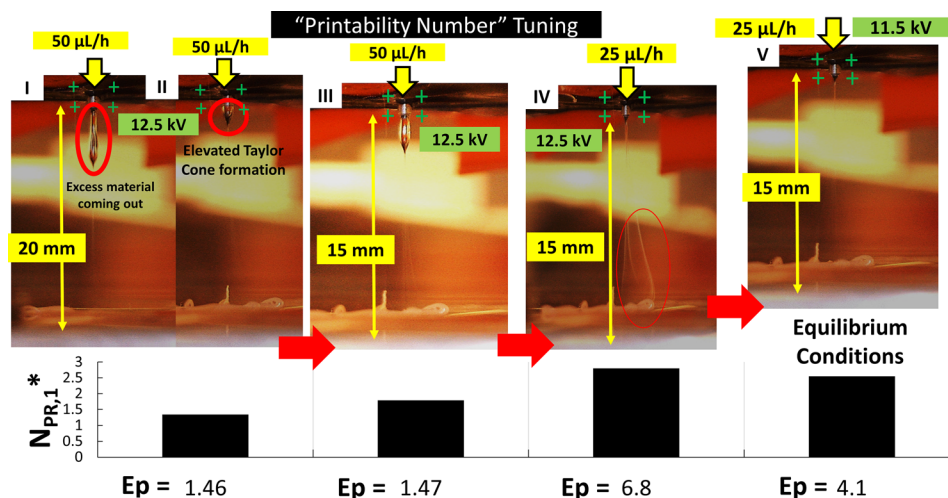 “Printability Number” Tuning
50 µL/h
50 µL/h
50 µL/h
25 µL/h
25 µL/h
11.5 kV
I
II
III
IV
V
12.5 kV
12.5 kV
12.5 kV
Excess material
coming out
Elevated Taylor
Cone formation
20 mm
15 mm
15 mm
15 mm
Equilibrium
Conditions
N_PR,1*
3
2.5
2
1.5
1
0.5
0
Ep = 1.46
Ep = 1.47
Ep = 6.8
Ep = 4.1